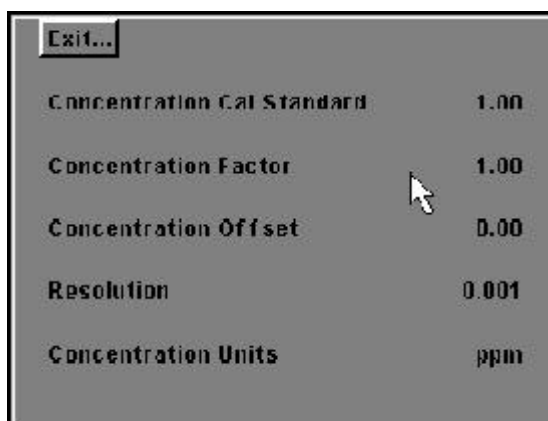 Exit...
Concentration Cal Standard 1.00
Concentration Factor 1.00
Concentration Offset 0.00
Resolution 0.001
Concentration Units ppm